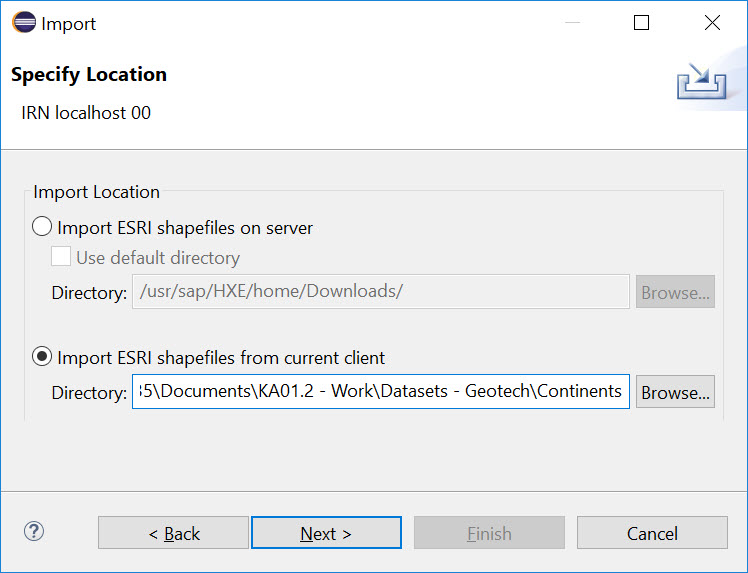 Import
Specify Location
IRN localhost 00
Import Location
Import ESRI shapefiles on server
Use default directory
Directory: /usr/sap/HXE/home/Downloads/ Browse...
Import ESRI shapefiles from current client
Directory: 35\Documents\KA01.2 - Work\Datasets - Geotech\Continents Browse...
? < Back Next > Finish Cancel